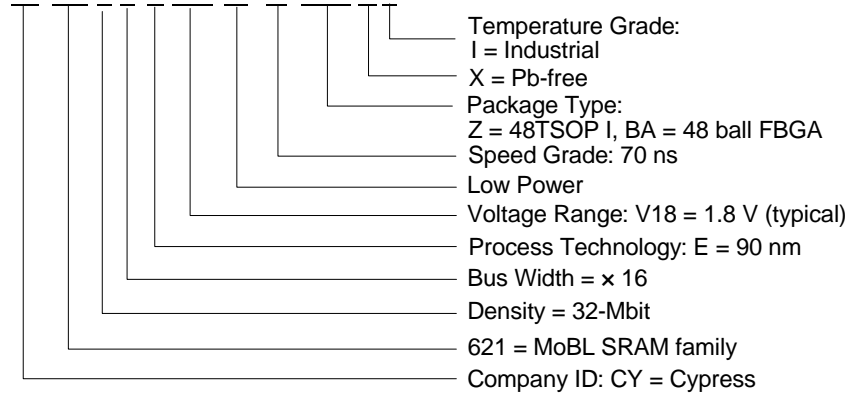 Temperature Grade:
I = Industrial
X = Pb-free
Package Type:
Z = 48TSOP I, BA = 48 ball FBGA
Speed Grade: 70 ns
Low Power
Voltage Range: V18 = 1.8 V (typical)
Process Technology: E = 90 nm
Bus Width = × 16
Density = 32-Mbit
621 = MoBL SRAM family
Company ID: CY = Cypress